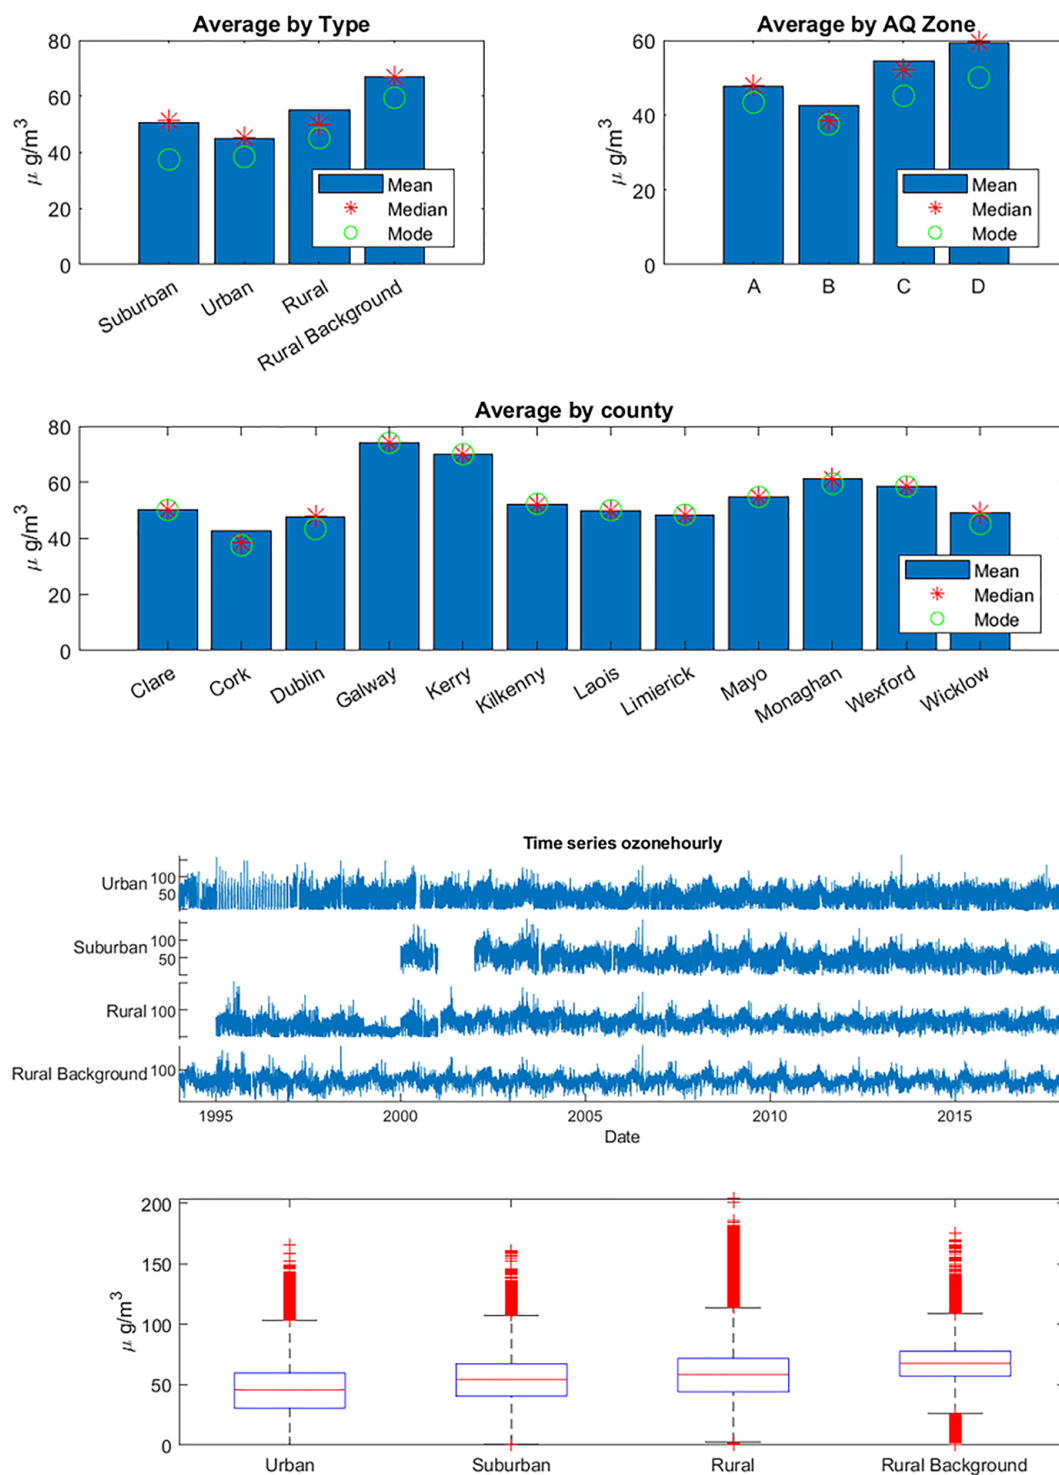 Average by Type
80
60
40
20
0
μ g/m³
Mean
Median
Mode
Suburban
Urban
Rural
Rural Background
Average by AQ Zone
60
40
20
0
μ g/m³
Mean
Median
Mode
A B C D
Average by county
80
60
40
20
0
μ g/m³
Mean
Median
Mode
Clare
Cork
Dublin
Galway
Kerry
Kilkenny
Laois
Limierick
Mayo
Monaghan
Wexford
Wicklow
Time series ozonehourly
Urban 100
50
Suburban 100
50
Rural 100
Rural Background 100
1995 2000 2005 2010 2015
Date
200
150
100
50
0
μ g/m³
Urban Suburban Rural Rural Background